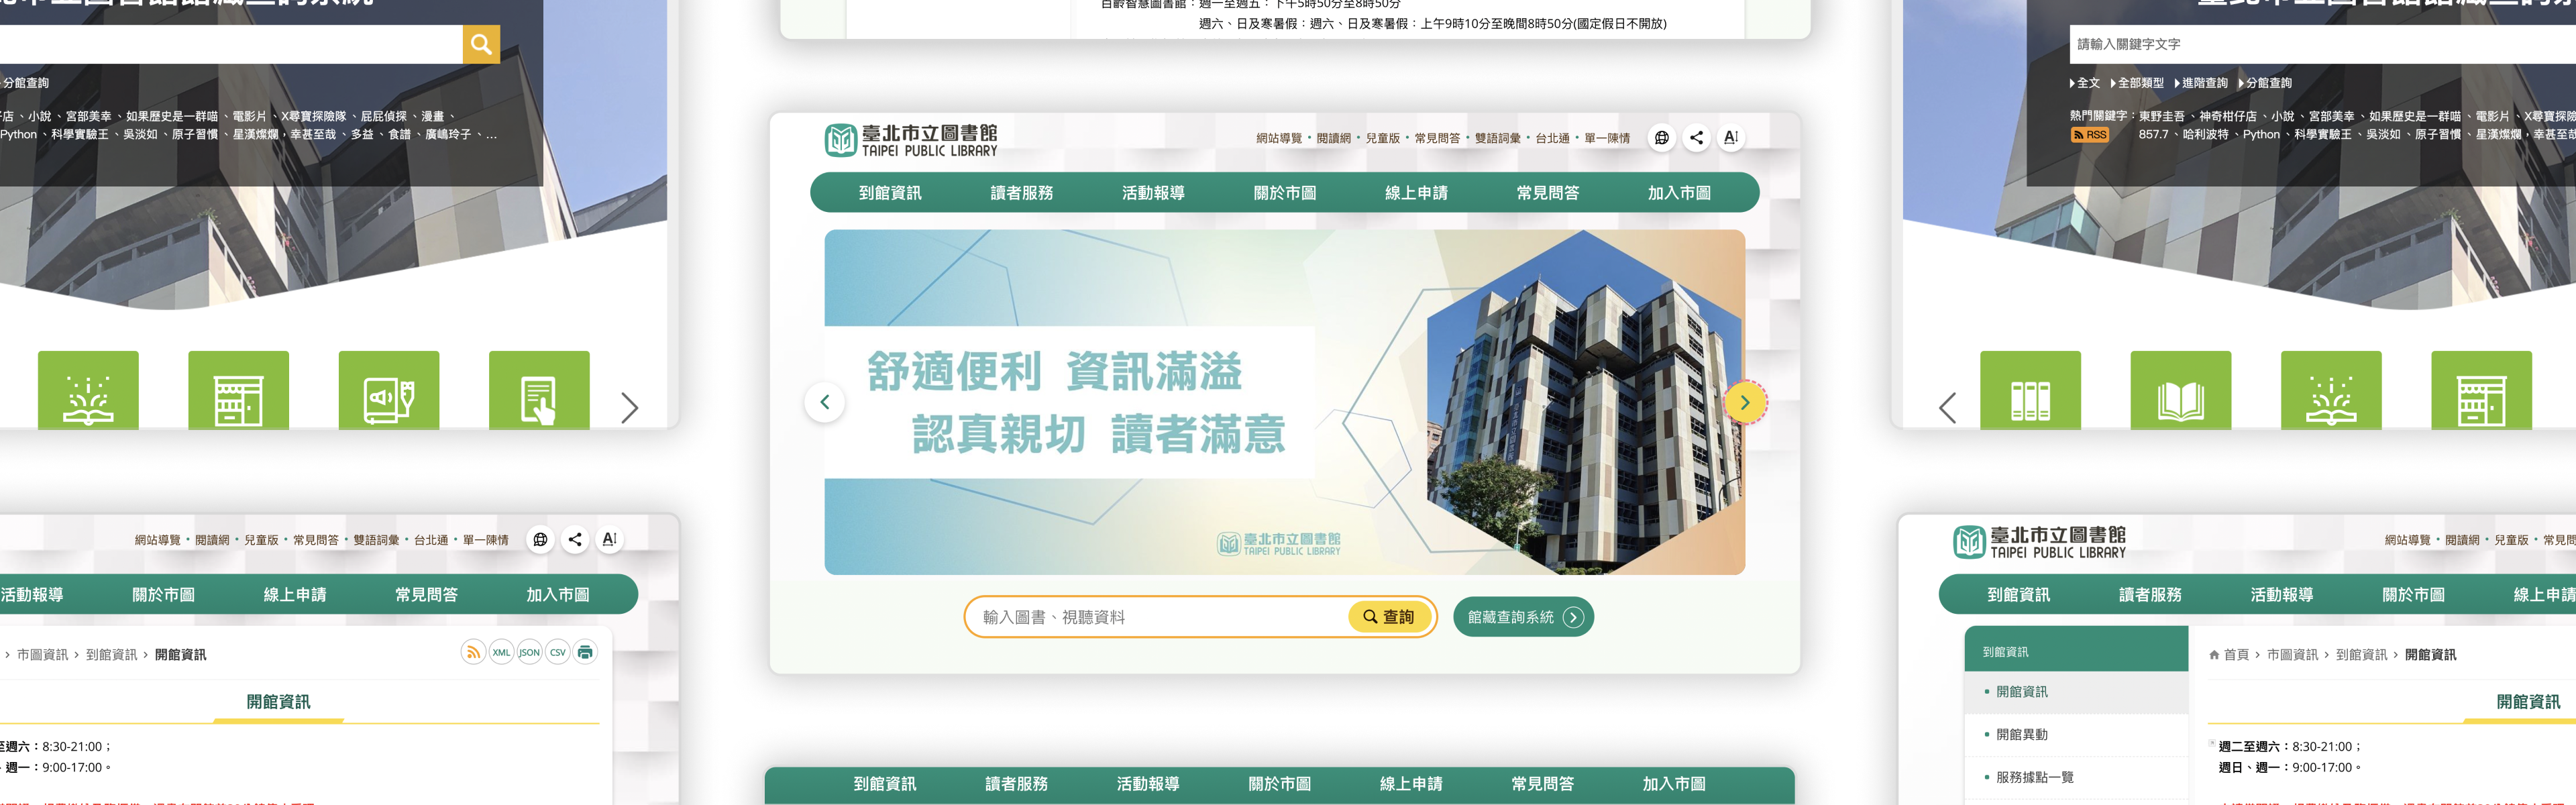 分館查詢
店、小說、宮部美幸、如果歷史是一群喵、電影片、X尋寶探險隊、屁屁偵探、漫畫、
Python、科學實驗王、吳淡如、原子習慣、星漢燦爛，幸甚至哉、多益、食譜、廣嶋玲子、...
網站導覽・閱讀網・兒童版・常見問答・雙語詞彙・台北通・單一陳情
A
活動報導 關於市圖 線上申請 常見問答 加入市圖
› 市圖資訊 › 到館資訊 › 開館資訊
XML JSON CSV
開館資訊
至週六：8:30-21:00；
、週一：9:00-17:00。
百齡智慧圖書館：週一至週五：下午5時50分至8時50分
週六、日及寒暑假：週六、日及寒暑假：上午9時10分至晚間8時50分(國定假日不開放)
臺北市立圖書館
TAIPEI PUBLIC LIBRARY
網站導覽・閱讀網・兒童版・常見問答・雙語詞彙・台北通・單一陳情
A
到館資訊 讀者服務 活動報導 關於市圖 線上申請 常見問答 加入市圖
舒適便利 資訊滿溢
認真親切 讀者滿意
臺北市立圖書館
TAIPEI PUBLIC LIBRARY
輸入圖書、視聽資料
查詢
館藏查詢系統
到館資訊 讀者服務 活動報導 關於市圖 線上申請 常見問答 加入市圖
請輸入關鍵字文字
全文 全部類型 進階查詢 分館查詢
熱門關鍵字：東野圭吾、神奇柑仔店、小說、宮部美幸、如果歷史是一群喵、電影片、X尋寶探險
RSS 857.7、哈利波特、Python、科學實驗王、吳淡如、原子習慣、星漢燦爛，幸甚至哉
臺北市立圖書館
TAIPEI PUBLIC LIBRARY
網站導覽・閱讀網・兒童版・常見問
到館資訊 讀者服務 活動報導 關於市圖 線上申請
到館資訊
開館資訊
開館異動
服務據點一覽
首頁 › 市圖資訊 › 到館資訊 › 開館資訊
開館資訊
週二至週六：8:30-21:00；
週日、週一：9:00-17:00。